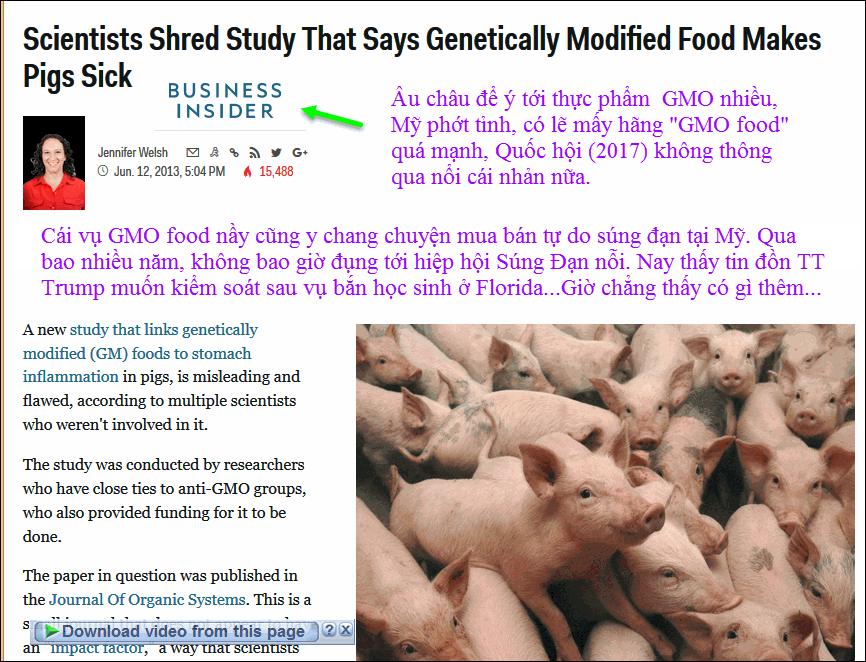 Scientists Shred Study That Says Genetically Modified Food Makes
Pigs Sick
BUSINESS
INSIDER
Âu châu để ý tới thực phẩm GMO nhiều,
Mỹ phớt tỉnh, có lẽ mấy hãng "GMO food"
quá mạnh, Quốc hội (2017) không thông
qua nổi cái nhản nữa.
Jennifer Welsh
Jun. 12, 2013, 5:04 PM
15,488
Cái vụ GMO food nầy cũng y chang chuyện mua bán tự do súng đạn tại Mỹ. Qua
bao nhiêu năm, không bao giờ đụng tới hiệp hội Súng Đạn nỗi. Nay thấy tin đồn TT
Trump muốn kiểm soát sau vụ bắn học sinh ở Florida...Giờ chẳng thấy có gì thêm...
A new study that links genetically
modified (GM) foods to stomach
inflammation in pigs, is misleading and
flawed, according to multiple scientists
who weren't involved in it.
The study was conducted by researchers
who have close ties to anti-GMO groups,
who also provided funding for it to be
done.
The paper in question was published in
the Journal Of Organic Systems. This is a
Download video from this page ? X
an "impact factor," a way that scientists